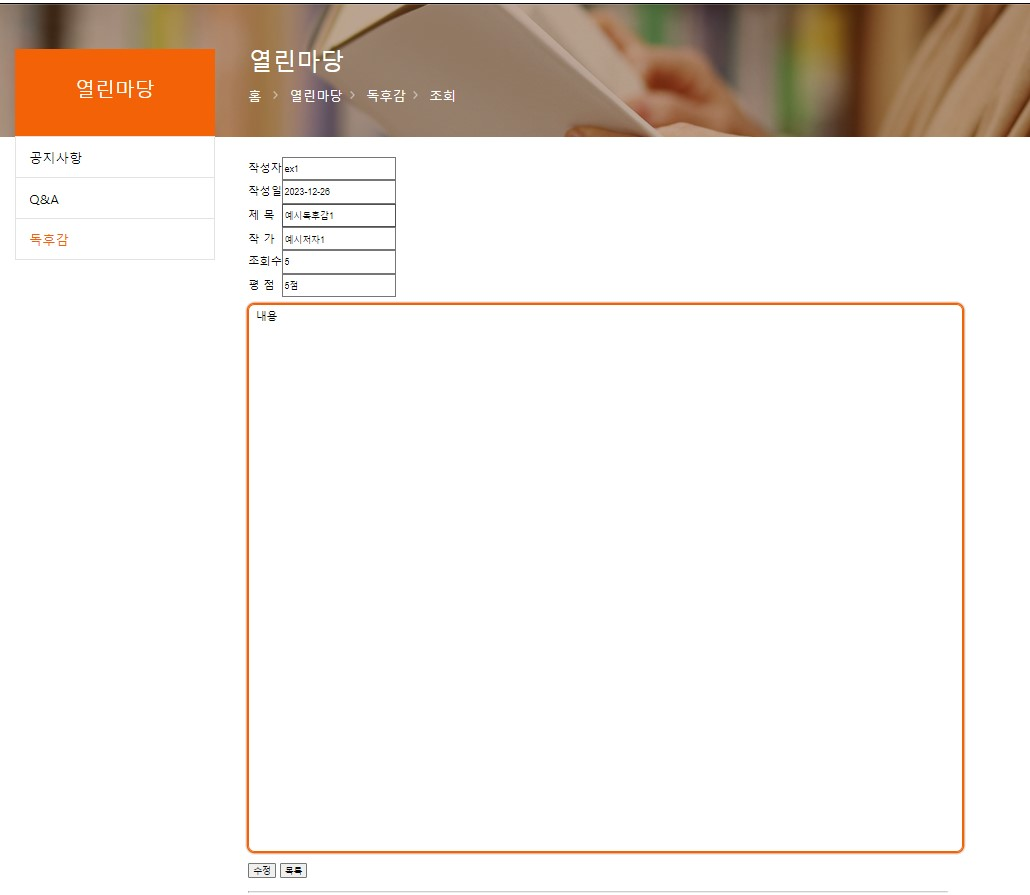 열린마당
열린마당
홈 > 열린마당 > 독후감 > 조회
공지사항
Q&A
독후감
작성자 ex1
작성일 2023-12-26
제 목 예시독후감1
작 가 예시저자1
조회수 5
평 점 5점
내용
수정 목록